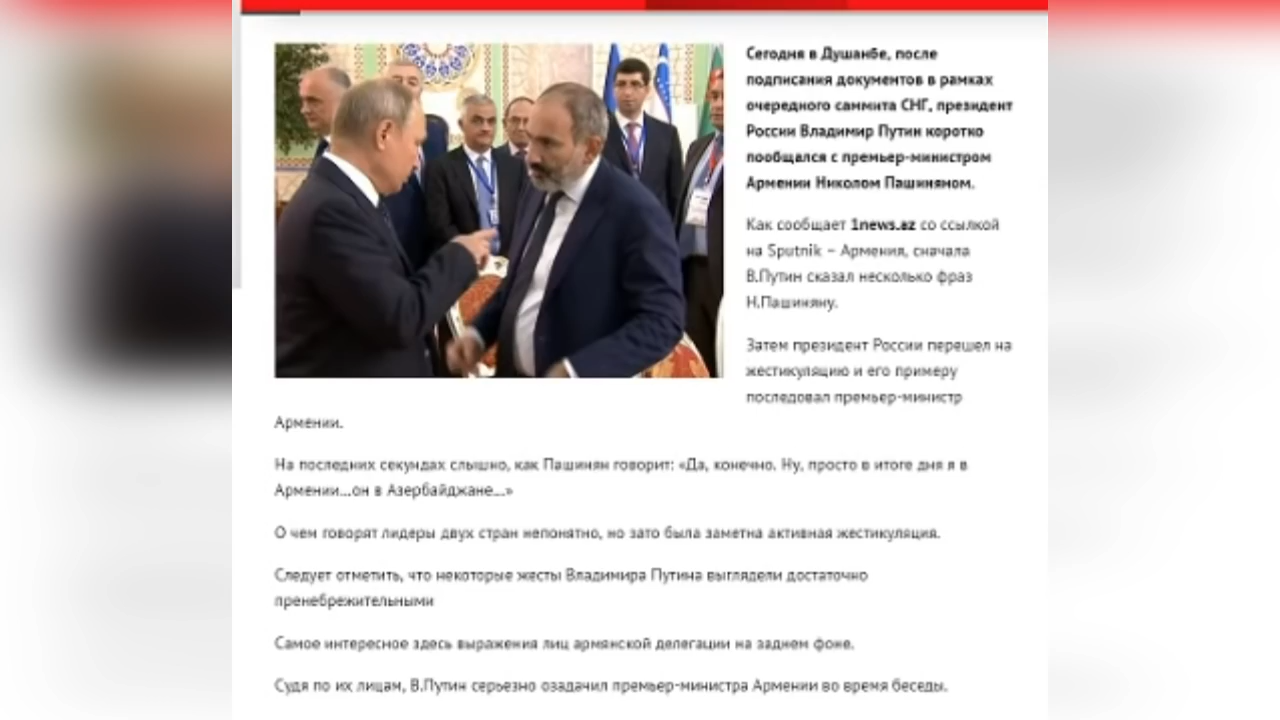 Сегодня в Душанбе, после
подписания документов в рамках
очередного саммита СНГ, президент
России Владимир Путин коротко
пообщался с премьер-министром
Армении Николом Пашиняном.
Как сообщает 1news.az со ссылкой
на Sputnik – Армения, сначала
В.Путин сказал несколько фраз
Н.Пашиняну.
Затем президент России перешел на
жестикуляцию и его примеру
последовал премьер-министр
Армении.
На последних секундах слышно, как Пашинян говорит: «Да, конечно. Ну, просто в итоге дня я в
Армении...он в Азербайджане...»
О чем говорят лидеры двух стран непонятно, но зато была заметна активная жестикуляция.
Следует отметить, что некоторые жесты Владимира Путина выглядели достаточно
пренебрежительными
Самое интересное здесь выражения лиц армянской делегации на заднем фоне.
Судя по их лицам, В.Путин серьезно озадачил премьер-министра Армении во время беседы.